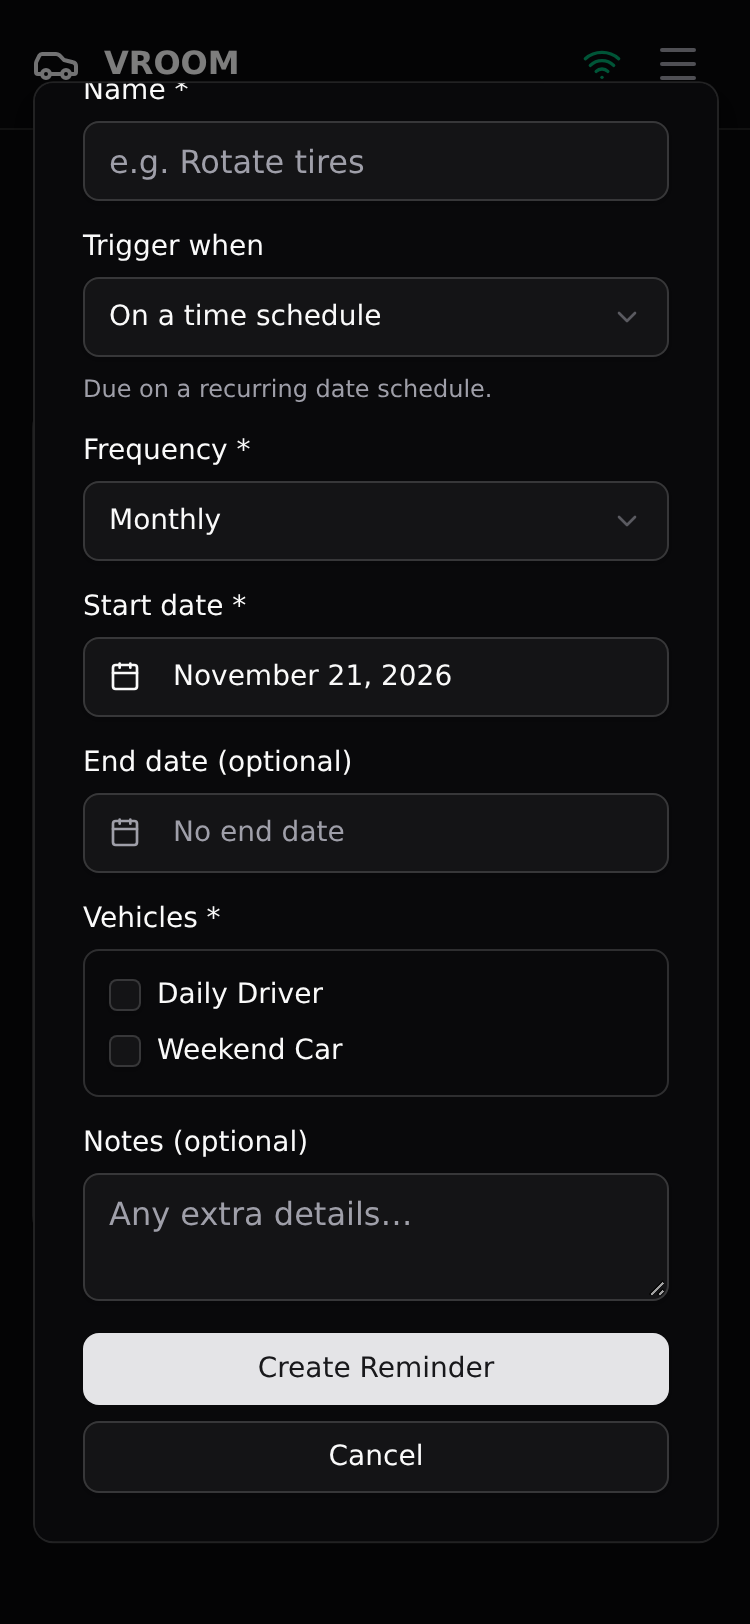 VROOM
Name *
e.g. Rotate tires
Trigger when
On a time schedule
Due on a recurring date schedule.
Frequency *
Monthly
Start date *
November 21, 2026
End date (optional)
No end date
Vehicles *
Daily Driver
Weekend Car
Notes (optional)
Any extra details...
Create Reminder
Cancel